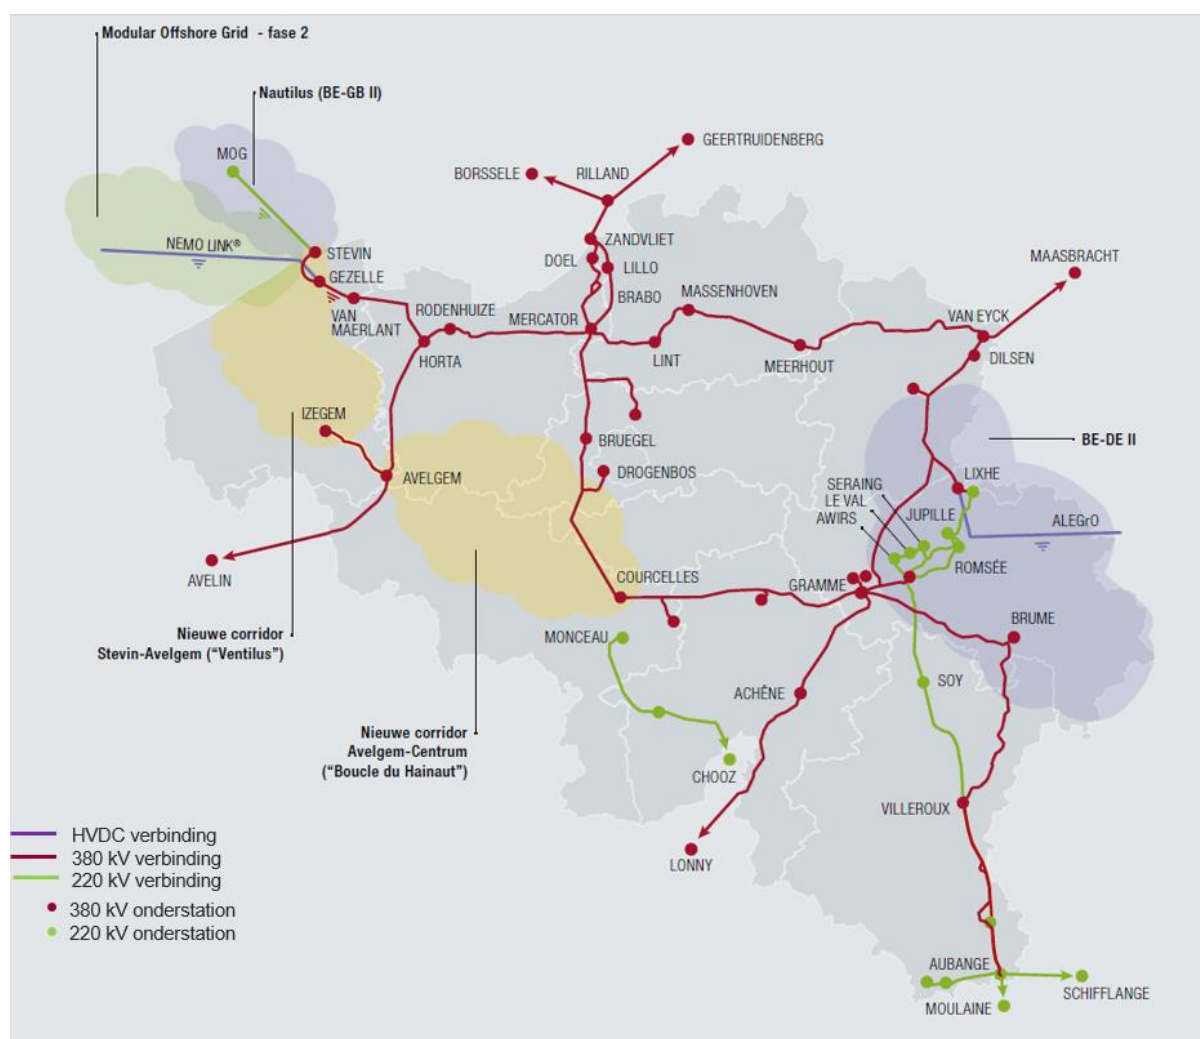 Modular Offshore Grid - fase 2
Nautilus (BE-GB II)
MOG
GEERTRUIDENBERG
BORSSELE
RILLAND
NEMO LINK®
STEVIN
ZANDVLIET
DOEL
LILLO
MAASBRACHT
GEZELLE
BRABO
MASSENHOVEN
RODENHUIZE
MERCATOR
VAN EYCK
VAN
MAERLANT
HORTA
LINT
MEERHOUT
DILSEN
IZEGEM
BRUEGEL
BE-DE II
AVELGEM
DROGENBOS
LIXHE
SERAING
LE VAL
JUPILLE
AWIRS
ALEGrO
AVELIN
COURCELLES
GRAMME
ROMSÉE
Nieuwe corridor
Stevin-Avelgem ("Ventilus")
MONCEAU
BRUME
SOY
ACHÊNE
Nieuwe corridor
Avelgem-Centrum
("Boucle du Hainaut")
CHOOZ
VILLEROUX
LONNY
HVDC verbinding
380 kV verbinding
220 kV verbinding
380 kV onderstation
220 kV onderstation
AUBANGE
SCHIFFLANGE
MOULAINE